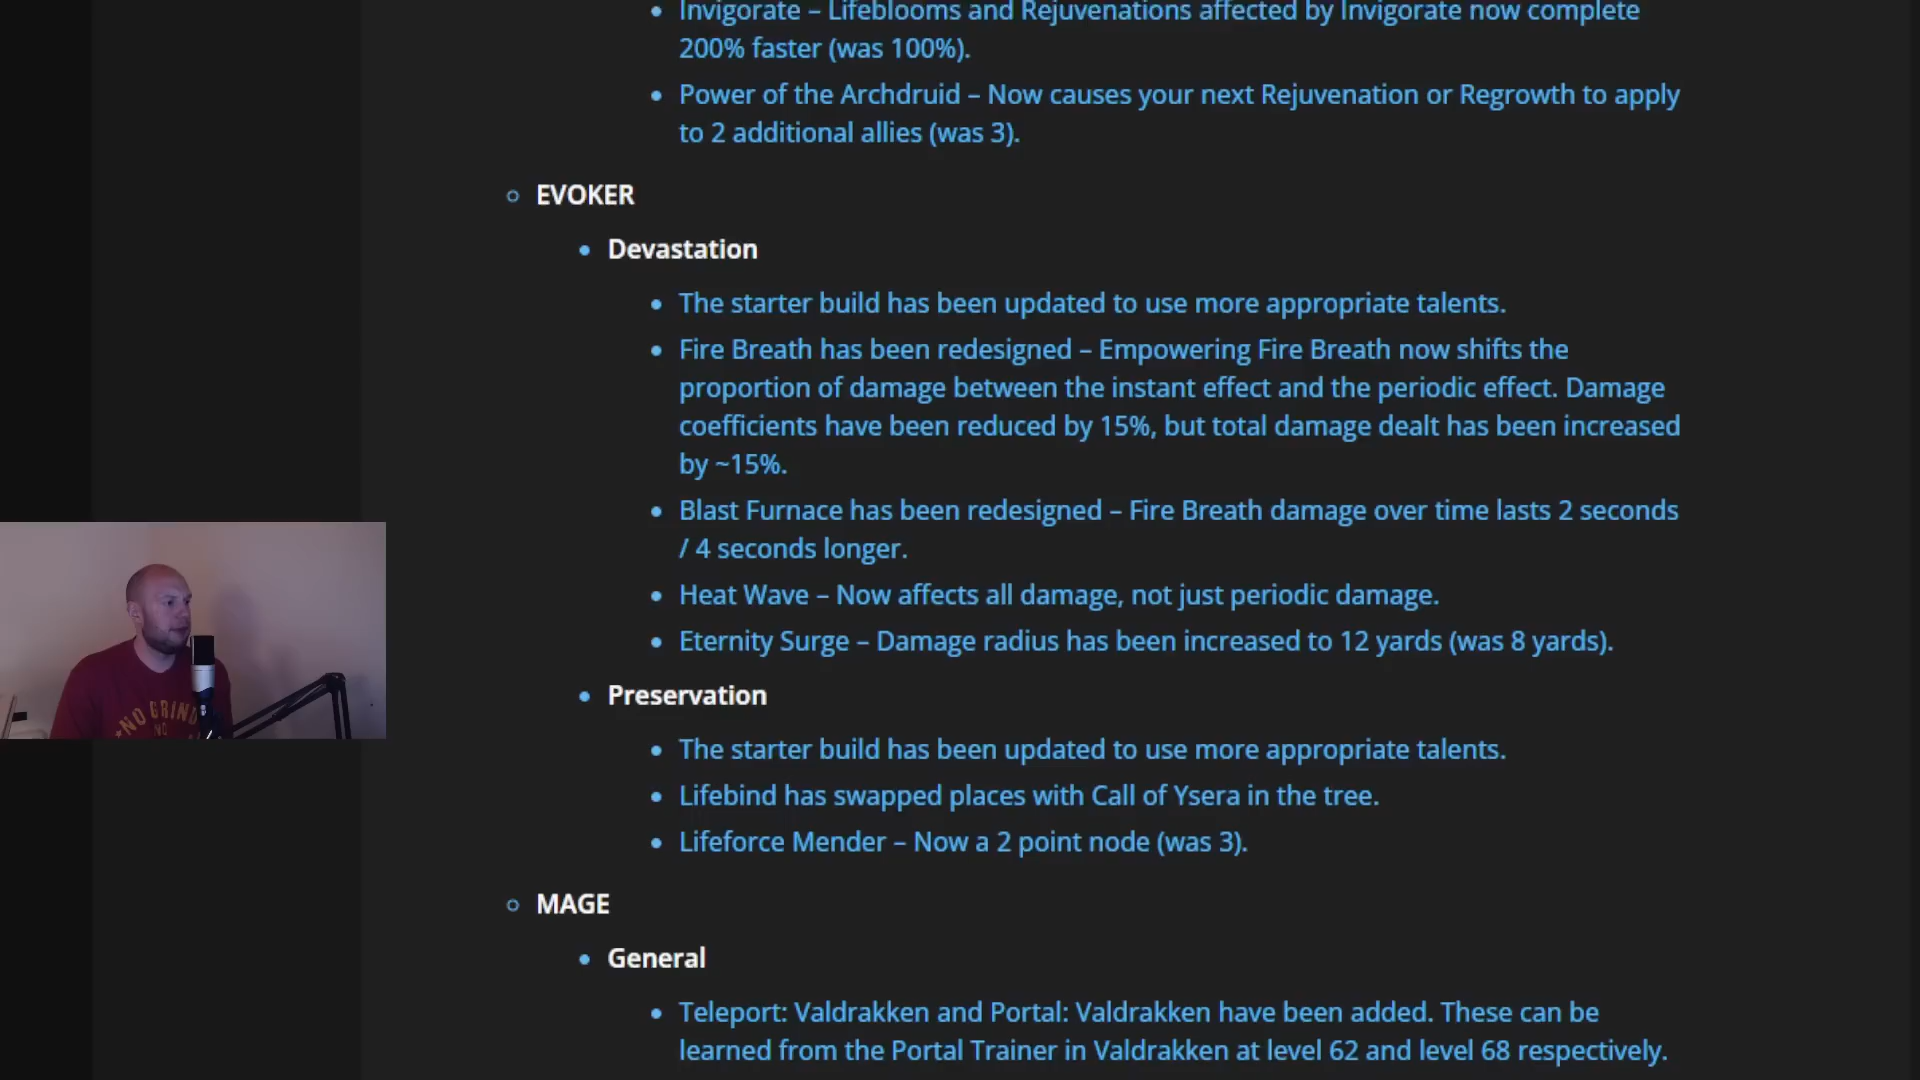 • Invigorate – Lifeblooms and Rejuvenations affected by Invigorate now complete
200% faster (was 100%).
• Power of the Archdruid – Now causes your next Rejuvenation or Regrowth to apply
to 2 additional allies (was 3).
○ EVOKER
• Devastation
• The starter build has been updated to use more appropriate talents.
• Fire Breath has been redesigned – Empowering Fire Breath now shifts the
proportion of damage between the instant effect and the periodic effect. Damage
coefficients have been reduced by 15%, but total damage dealt has been increased
by ~15%.
• Blast Furnace has been redesigned – Fire Breath damage over time lasts 2 seconds
/ 4 seconds longer.
• Heat Wave – Now affects all damage, not just periodic damage.
• Eternity Surge – Damage radius has been increased to 12 yards (was 8 yards).
• Preservation
• The starter build has been updated to use more appropriate talents.
• Lifebind has swapped places with Call of Ysera in the tree.
• Lifeforce Mender – Now a 2 point node (was 3).
○ MAGE
• General
• Teleport: Valdrakken and Portal: Valdrakken have been added. These can be
learned from the Portal Trainer in Valdrakken at level 62 and level 68 respectively.
NO GRIND
NO